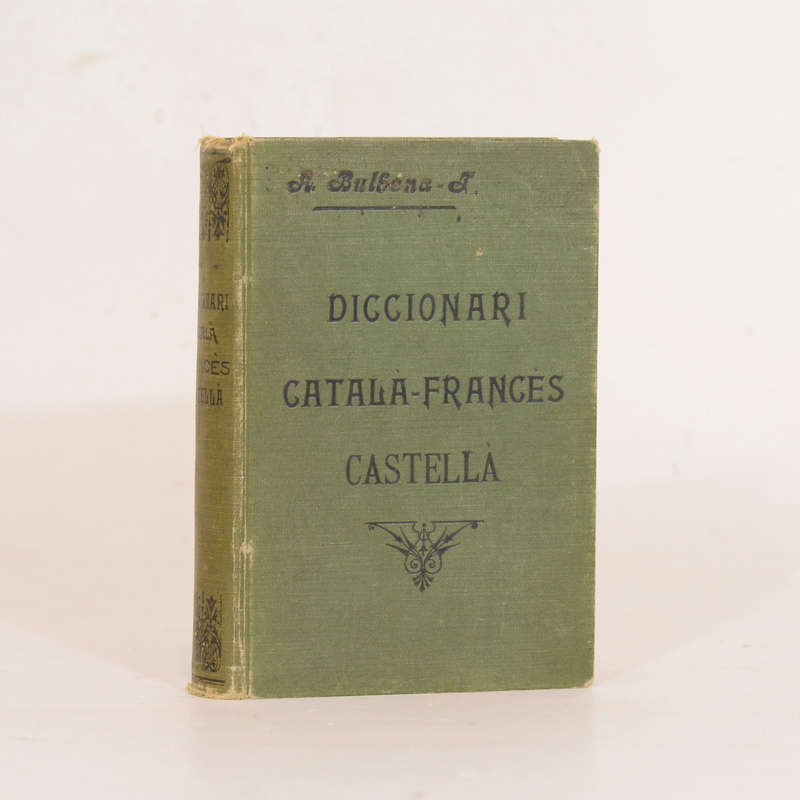 A. Bulbena-T.
DICCIONARI
CATALÀ-FRANCÈS
CASTELLÀ